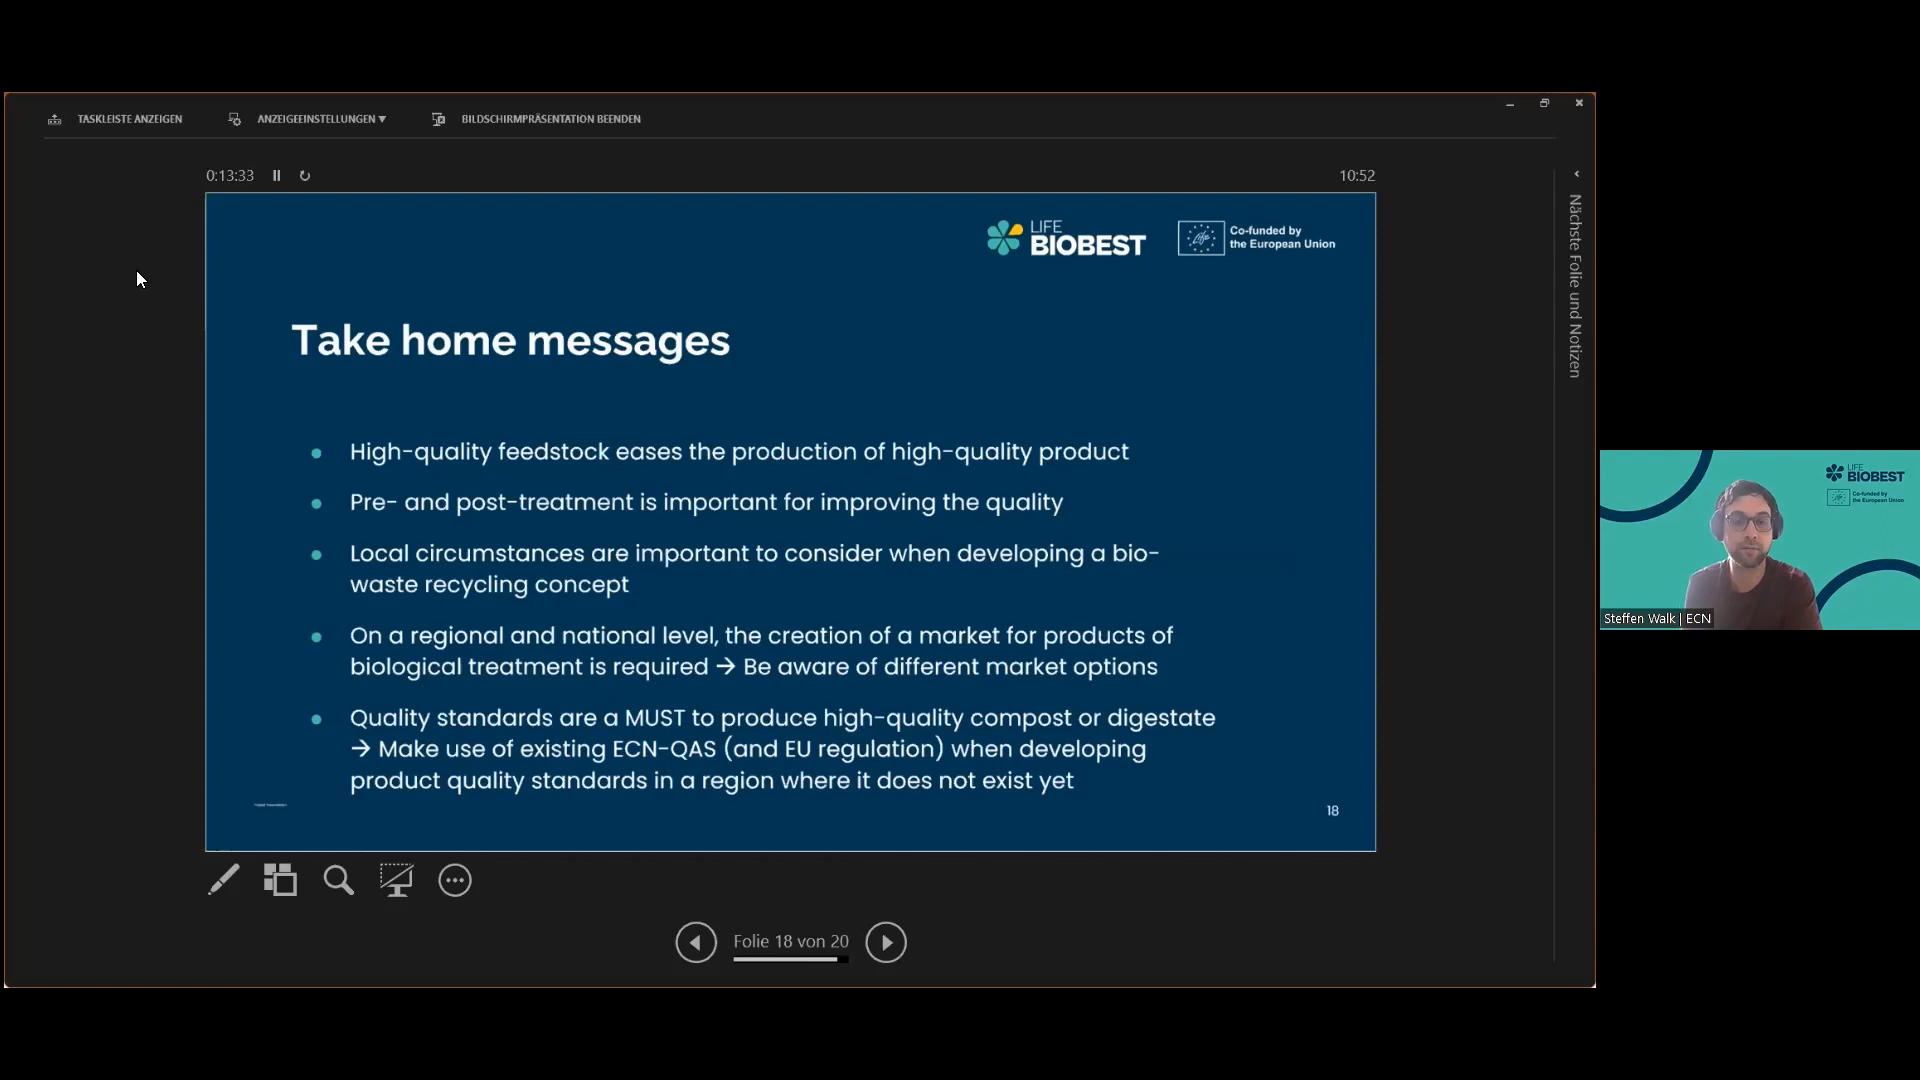 TASKLEISTE ANZEIGEN
ANZEIGEEINSTELLUNGEN ▼
BILDSCHIRMPRÄSENTATION BEENDEN
0:13:33
10:52
LIFE
BIOBEST
Co-funded by
the European Union
Take home messages
● High-quality feedstock eases the production of high-quality product
● Pre- and post-treatment is important for improving the quality
● Local circumstances are important to consider when developing a bio-
waste recycling concept
● On a regional and national level, the creation of a market for products of
biological treatment is required → Be aware of different market options
● Quality standards are a MUST to produce high-quality compost or digestate
→ Make use of existing ECN-QAS (and EU regulation) when developing
product quality standards in a region where it does not exist yet
18
Folie 18 von 20
Nächste Folie und Notizen
LIFE
BIOBEST
Co-funded by
the European Union
Steffen Walk | ECN